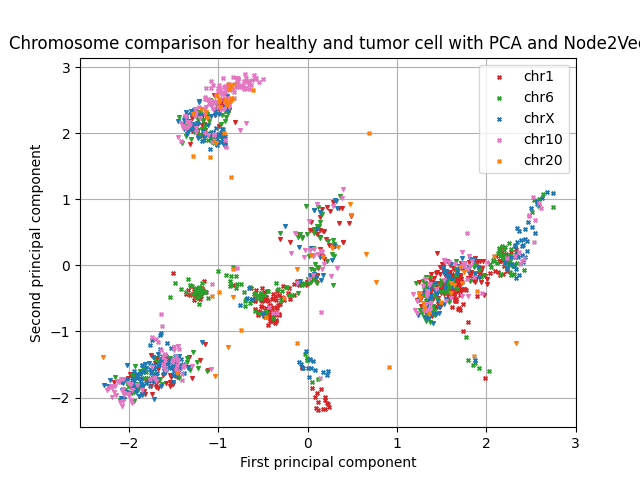 Chromosome comparison for healthy and tumor cell with PCA and Node2Ve
3
2
1
0
−1
−2
−2
−1
0
1
2
3
Second principal component
First principal component
chr1
chr6
chrX
chr10
chr20